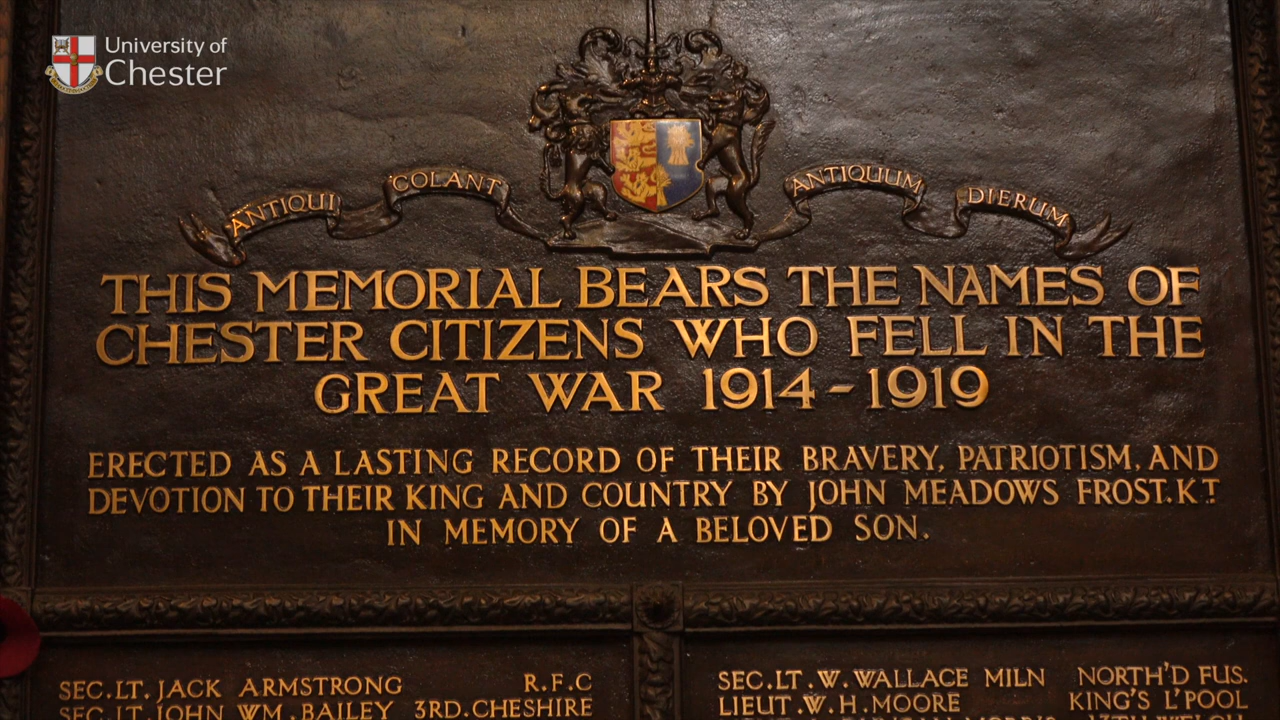 University of
Chester
ANTIQUI COLANT ANTIQUIUM DIERUM
THIS MEMORIAL BEARS THE NAMES OF
CHESTER CITIZENS WHO FELL IN THE
GREAT WAR 1914-1919
ERECTED AS A LASTING RECORD OF THEIR BRAVERY, PATRIOTISM, AND
DEVOTION TO THEIR KING AND COUNTRY BY JOHN MEADOWS FROST. KT
IN MEMORY OF A BELOVED SON.
SEC. LT. JACK ARMSTRONG R.F.C
SEC. LT. JOHN WM. BAILEY 3RD. CHESHIRE
SEC. LT. W. WALLACE MILN NORTH'D FUS.
LIEUT. W. H. MOORE KING'S L'POOL